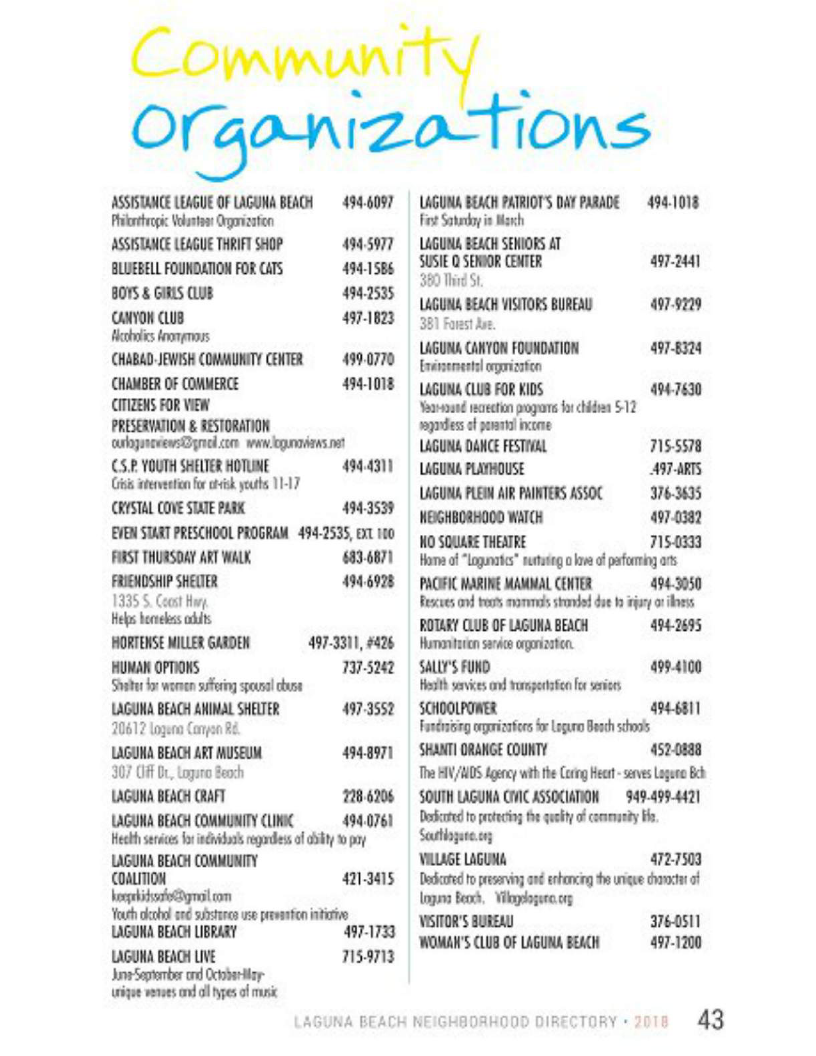 Community
organizations
ASSISTANCE LEAGUE OF LAGUNA BEACH 494-6097
Philanthropic Volunteer Organization
ASSISTANCE LEAGUE THRIFT SHOP 494-5977
BLUEBELL FOUNDATION FOR CATS 494-1586
BOYS & GIRLS CLUB 494-2535
CANYON CLUB 497-1823
Alcoholics Anonymous
CHABAD-JEWISH COMMUNITY CENTER 499-0770
CHAMBER OF COMMERCE 494-1018
CITIZENS FOR VIEW
PRESERVATION & RESTORATION
ourlagunaviews@gmail.com www.lagunaviews.net
C.S.P. YOUTH SHELTER HOTLINE 494-4311
Crisis intervention for at-risk youths 11-17
CRYSTAL COVE STATE PARK 494-3539
EVEN START PRESCHOOL PROGRAM 494-2535, EXT. 100
FIRST THURSDAY ART WALK 683-6871
FRIENDSHIP SHELTER 494-6928
1335 S. Coast Hwy.
Helps homeless adults
HORTENSE MILLER GARDEN 497-3311, #426
HUMAN OPTIONS 737-5242
Shelter for woman suffering spousal abuse
LAGUNA BEACH ANIMAL SHELTER 497-3552
20612 Laguna Canyon Rd.
LAGUNA BEACH ART MUSEUM 494-8971
307 Cliff Dr., Laguna Beach
LAGUNA BEACH CRAFT 228-6206
LAGUNA BEACH COMMUNITY CLINIC 494-0761
Health services for individuals regardless of ability to pay
LAGUNA BEACH COMMUNITY
COALITION 421-3415
keeprkidssafe@gmail.com
Youth alcohol and substance use prevention initiative
LAGUNA BEACH LIBRARY 497-1733
LAGUNA BEACH LIVE 715-9713
June-September and October-May-
unique venues and all types of music
LAGUNA BEACH PATRIOT'S DAY PARADE 494-1018
First Saturday in March
LAGUNA BEACH SENIORS AT
SUSIE Q SENIOR CENTER 497-2441
380 Third St.
LAGUNA BEACH VISITORS BUREAU 497-9229
381 Forest Ave.
LAGUNA CANYON FOUNDATION 497-8324
Environmental organization
LAGUNA CLUB FOR KIDS 494-7630
Year-round recreation programs for children 5-12
regardless of parental income
LAGUNA DANCE FESTIVAL 715-5578
LAGUNA PLAYHOUSE .497-ARTS
LAGUNA PLEIN AIR PAINTERS ASSOC 376-3635
NEIGHBORHOOD WATCH 497-0382
NO SQUARE THEATRE 715-0333
Home of "Lagunatics" nurturing a love of performing arts
PACIFIC MARINE MAMMAL CENTER 494-3050
Rescues and treats mammals stranded due to injury or illness
ROTARY CLUB OF LAGUNA BEACH 494-2695
Humanitarian service organization.
SALLY'S FUND 499-4100
Health services and transportation for seniors
SCHOOLPOWER 494-6811
Fundraising organizations for Laguna Beach schools
SHANTI ORANGE COUNTY 452-0888
The HIV/AIDS Agency with the Caring Heart - serves Laguna Bch
SOUTH LAGUNA CIVIC ASSOCIATION 949-499-4421
Dedicated to protecting the quality of community life.
Southlaguna.org
VILLAGE LAGUNA 472-7503
Dedicated to preserving and enhancing the unique character of
Laguna Beach. Villagelaguna.org
VISITOR'S BUREAU 376-0511
WOMAN'S CLUB OF LAGUNA BEACH 497-1200
LAGUNA BEACH NEIGHBORHOOD DIRECTORY • 2018 43